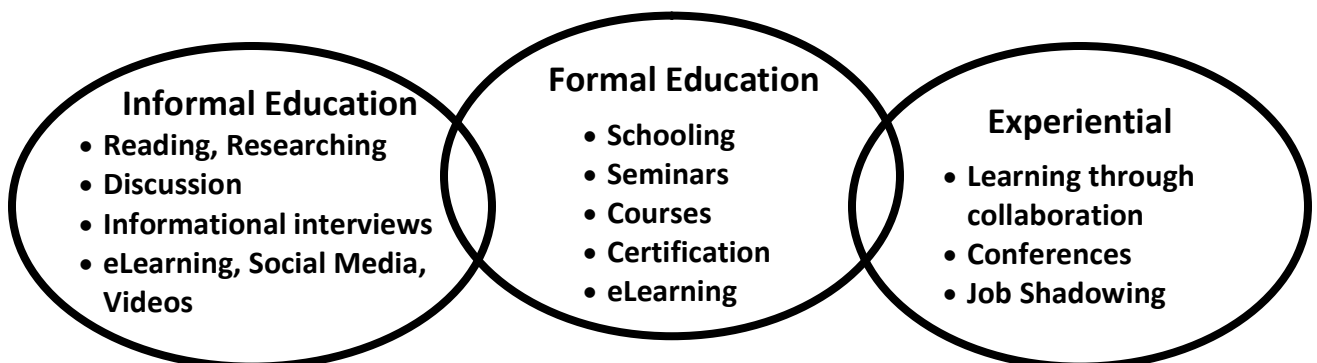 Informal Education
• Reading, Researching
• Discussion
• Informational interviews
• eLearning, Social Media,
Videos
Formal Education
• Schooling
• Seminars
• Courses
• Certification
• eLearning
Experiential
• Learning through
collaboration
• Conferences
• Job Shadowing